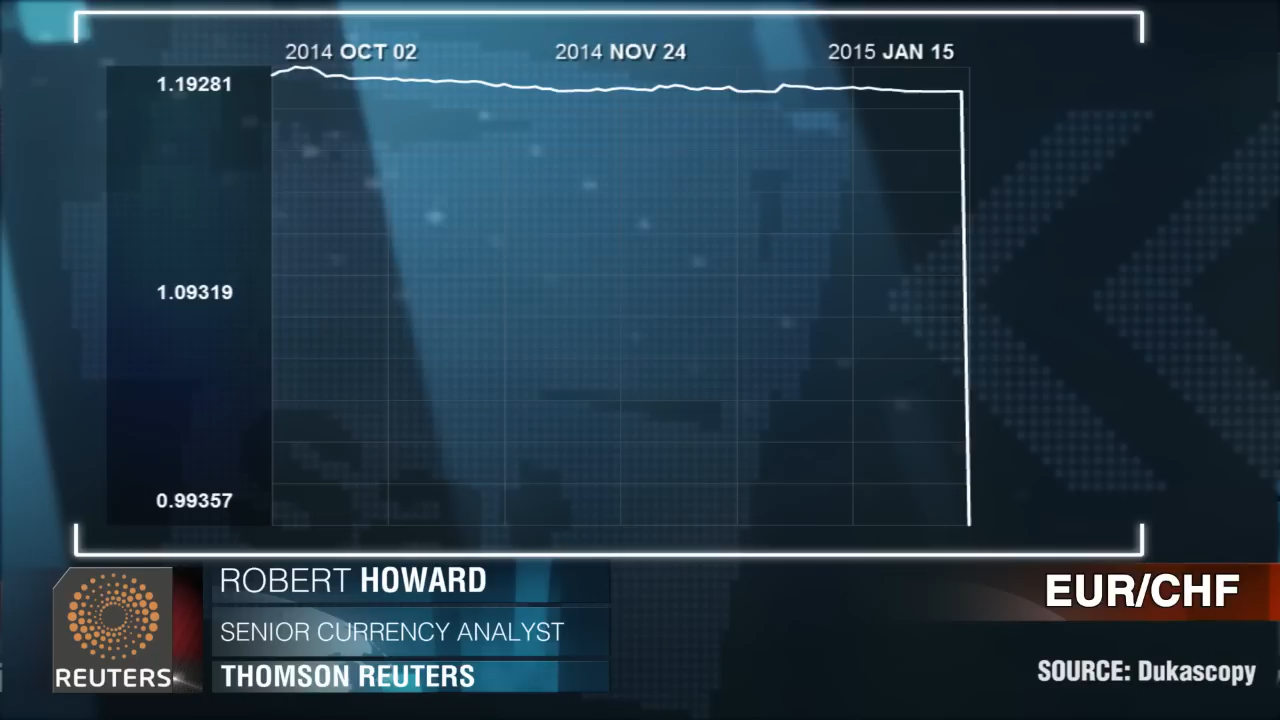 2014 OCT 02 2014 NOV 24 2015 JAN 15
1.19281
1.09319
0.99357
ROBERT HOWARD
SENIOR CURRENCY ANALYST
THOMSON REUTERS
REUTERS
EUR/CHF
SOURCE: Dukascopy